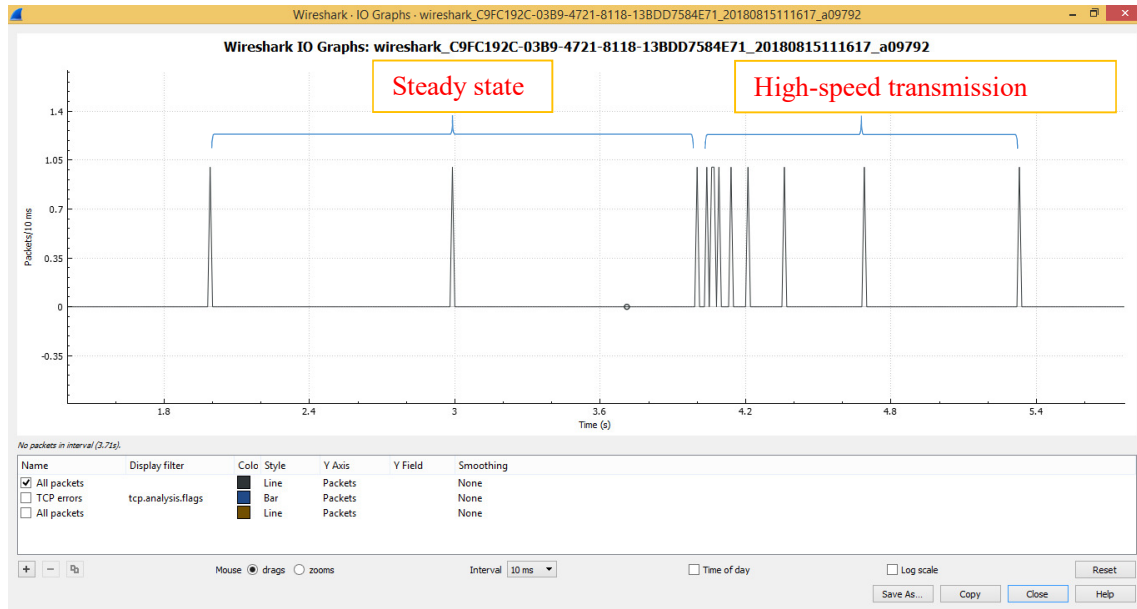 Wireshark · IO Graphs · wireshark_C9FC192C-03B9-4721-8118-13BDD7584E71_20180815111617_a09792
Wireshark IO Graphs: wireshark_C9FC192C-03B9-4721-8118-13BDD7584E71_20180815111617_a09792
Steady state
High-speed transmission
1.4
1.05
0.7
0.35
0
-0.35
Packets/10 ms
1.8 2.4 3 3.6 4.2 4.8 5.4
Time (s)
No packets in interval (3.71s).
Name Display filter Colo Style Y Axis Y Field Smoothing
All packets Line Packets None
TCP errors tcp.analysis.flags Bar Packets None
All packets Line Packets None
Mouse drags zooms Interval 10 ms Time of day Log scale Reset
Save As... Copy Close Help